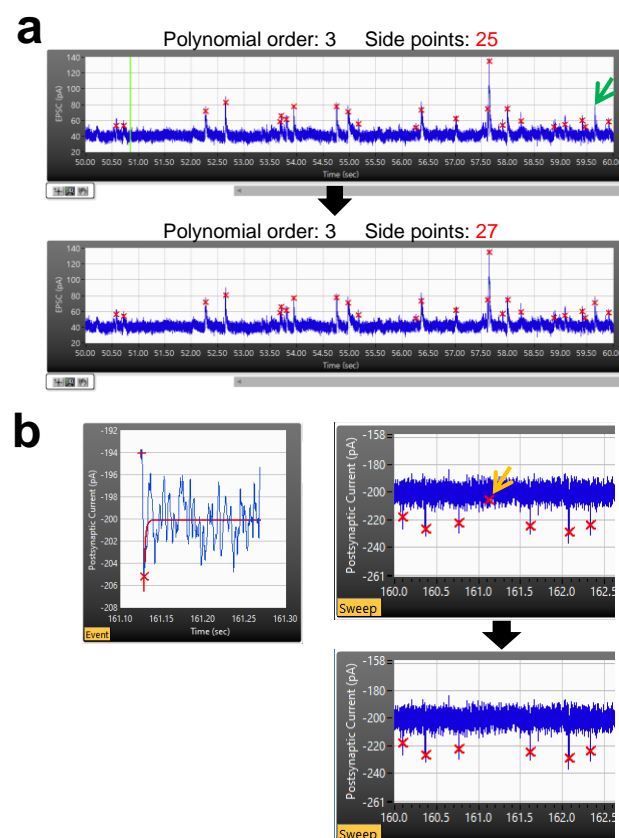 a
Polynomial order: 3 Side points: 25
140
120
100
80
60
40
20
EPSC (pA)
50.00 50.50 51.00 51.50 52.00 52.50 53.00 53.50 54.00 54.50 55.00 55.50 56.00 56.50 57.00 57.50 58.00 58.50 59.00 59.50 60.00
Time (sec)
Polynomial order: 3 Side points: 27
140
120
100
80
60
40
20
EPSC (pA)
50.00 50.50 51.00 51.50 52.00 52.50 53.00 53.50 54.00 54.50 55.00 55.50 56.00 56.50 57.00 57.50 58.00 58.50 59.00 59.50 60.00
Time (sec)
b
-192
-194
-196
-198
-200
-202
-204
-206
-208
Postsynaptic Current (pA)
161.10 161.15 161.20 161.25 161.30
Time (sec)
Event
-158
-180
-200
-220
-240
-261
Postsynaptic Current (pA)
160.0 160.5 161.0 161.5 162.0 162.5
Sweep
-158
-180
-200
-220
-240
-261
Postsynaptic Current (pA)
160.0 160.5 161.0 161.5 162.0 162.5
Sweep